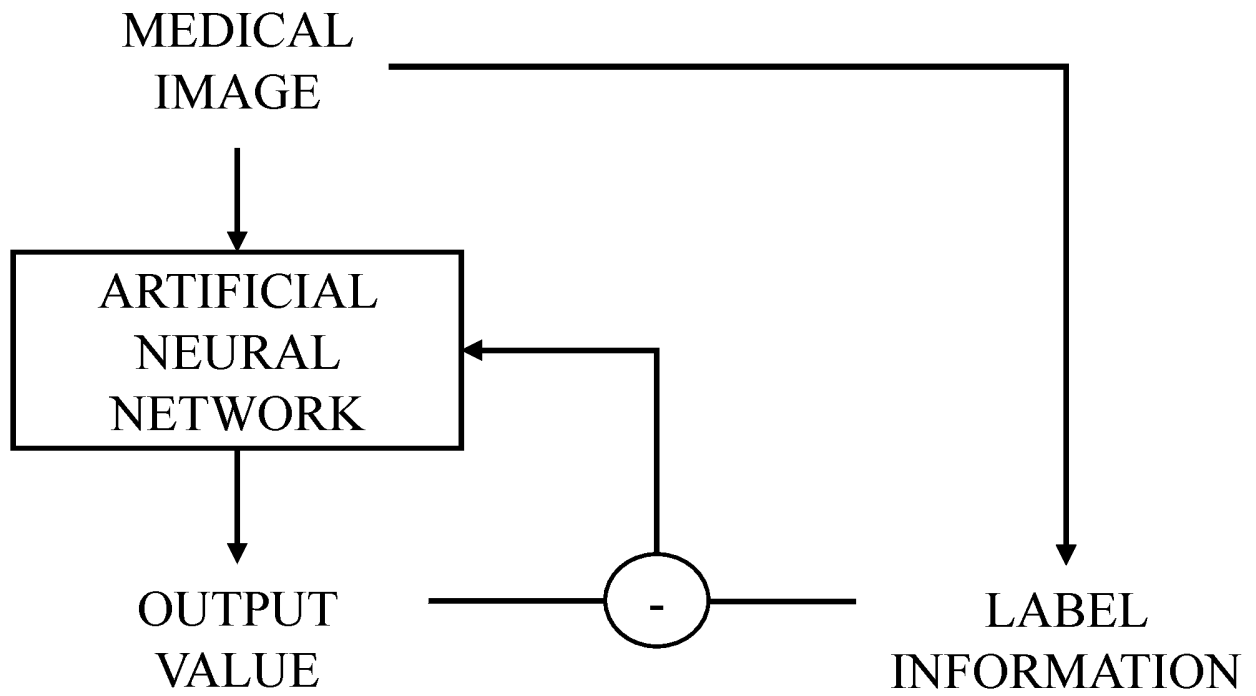 MEDICAL
IMAGE
ARTIFICIAL
NEURAL
NETWORK
OUTPUT
VALUE
-
LABEL
INFORMATION